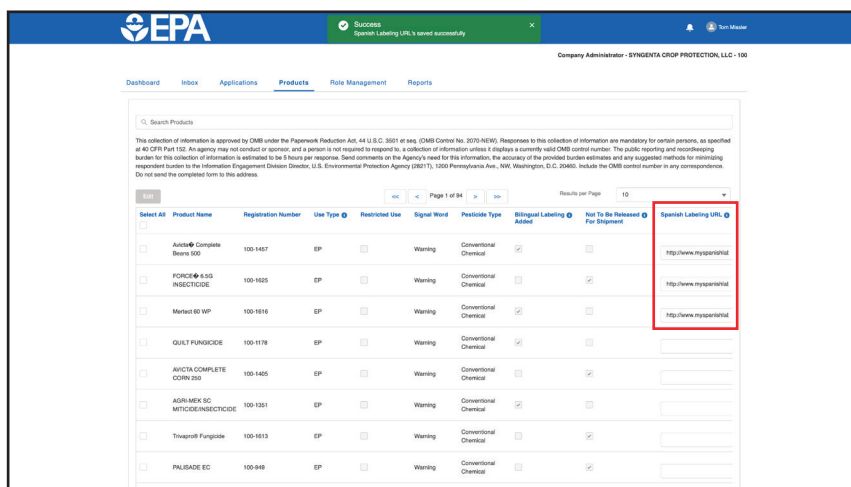 EPA
Success
Spanish Labeling URL's saved successfully
×
Tom Missler
Company Administrator - SYNGENTA CROP PROTECTION, LLC - 100
Dashboard Inbox Applications Products Role Management Reports
Search Products
This collection of information is approved by OMB under the Paperwork Reduction Act, 44 U.S.C. 3501 et seq. (OMB Control No. 2070-NEW). Responses to this collection of information are mandatory for certain persons, as specified
at 40 CFR Part 152. An agency may not conduct or sponsor, and a person is not required to respond to, a collection of information unless it displays a currently valid OMB control number. The public reporting and recordkeeping
burden for this collection of information is estimated to be 5 hours per response. Send comments on the Agency's need for this information, the accuracy of the provided burden estimates and any suggested methods for minimizing
respondent burden to the Information Engagement Division Director, U.S. Environmental Protection Agency (2821T), 1200 Pennsylvania Ave., NW, Washington, D.C. 20460. Include the OMB control number in any correspondence.
Do not send the completed form to this address.
Edit << < Page 1 of 94 > >> Results per Page 10
Select All Product Name Registration Number Use Type Restricted Use Signal Word Pesticide Type Bilingual Labeling Added Not To Be Released For Shipment Spanish Labeling URL
Avicta� Complete Beans 500 100-1457 EP Warning Conventional Chemical http://www.myspanishlat
FORCE� 6.5G INSECTICIDE 100-1625 EP Warning Conventional Chemical http://www.myspanishlat
Mertect 60 WP 100-1616 EP Warning Conventional Chemical http://www.myspanishlat
QUILT FUNGICIDE 100-1178 EP Warning Conventional Chemical
AVICTA COMPLETE CORN 250 100-1405 EP Warning Conventional Chemical
AGRI-MEK SC MITICIDE/INSECTICIDE 100-1351 EP Warning Conventional Chemical
Trivapro® Fungicide 100-1613 EP Warning Conventional Chemical
PALISADE EC 100-949 EP Warning Conventional Chemical